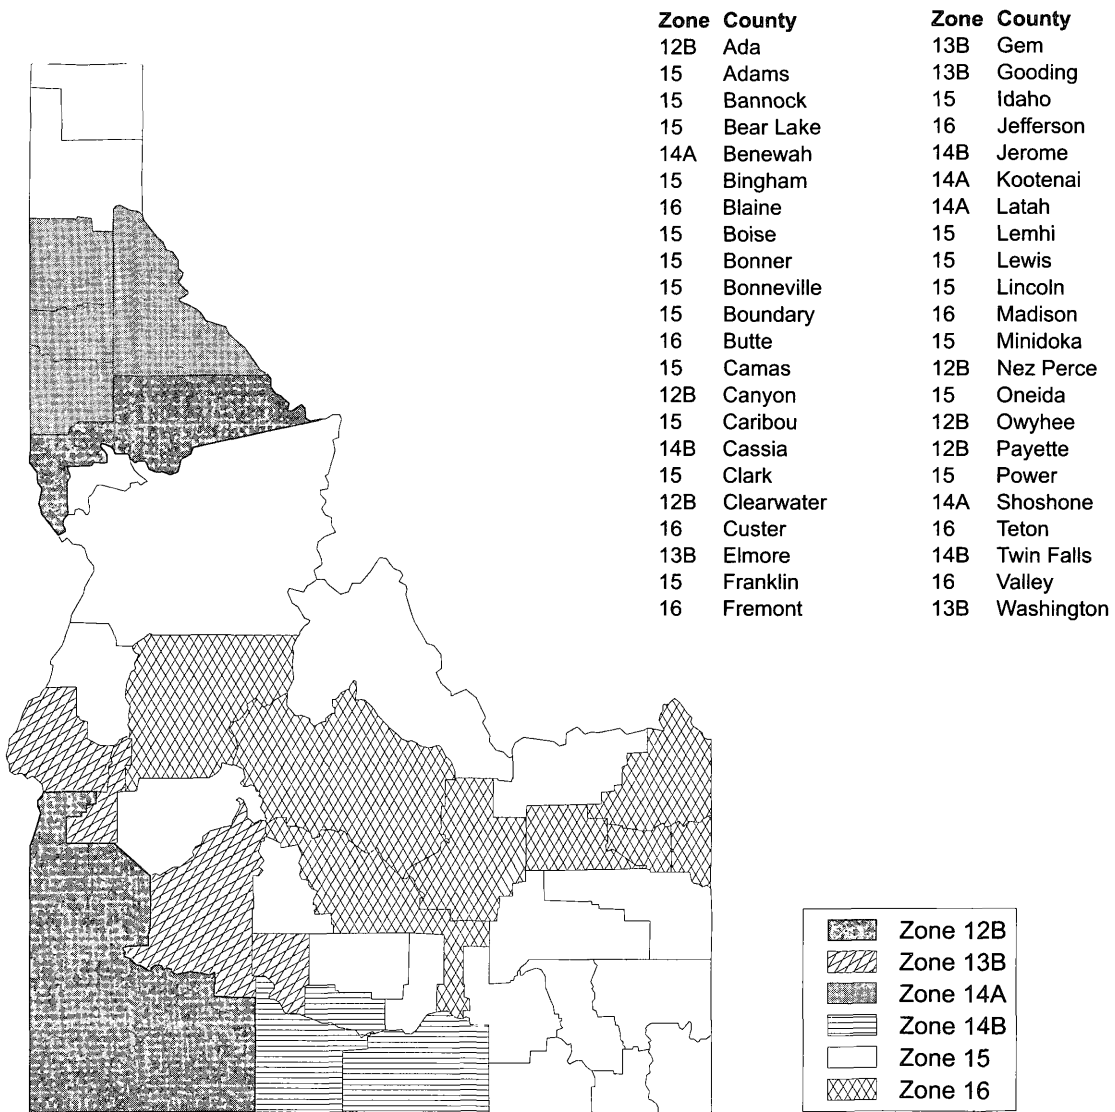 Zone County
12B Ada
15 Adams
15 Bannock
15 Bear Lake
14A Benewah
15 Bingham
16 Blaine
15 Boise
15 Bonner
15 Bonneville
15 Boundary
16 Butte
15 Camas
12B Canyon
15 Caribou
14B Cassia
15 Clark
12B Clearwater
16 Custer
13B Elmore
15 Franklin
16 Fremont
Zone County
13B Gem
13B Gooding
15 Idaho
16 Jefferson
14B Jerome
14A Kootenai
14A Latah
15 Lemhi
15 Lewis
15 Lincoln
16 Madison
15 Minidoka
12B Nez Perce
15 Oneida
12B Owyhee
12B Payette
15 Power
14A Shoshone
16 Teton
14B Twin Falls
16 Valley
13B Washington
Zone 12B
Zone 13B
Zone 14A
Zone 14B
Zone 15
Zone 16